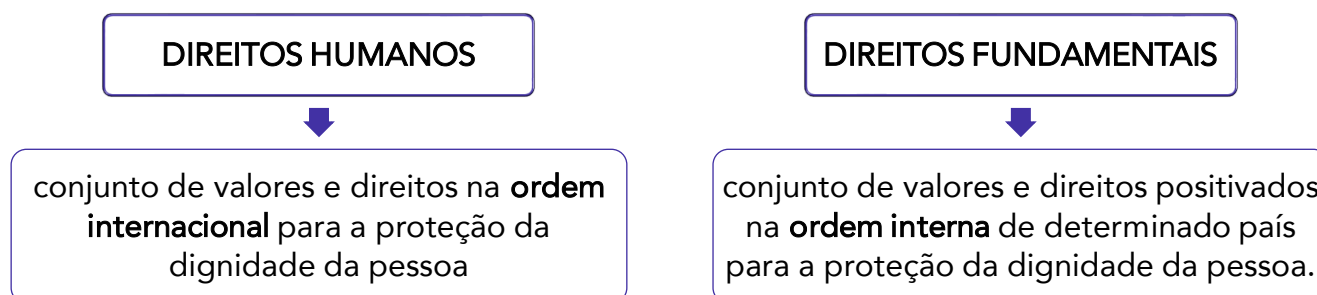 DIREITOS HUMANOS
conjunto de valores e direitos na ordem
internacional para a proteção da
dignidade da pessoa
DIREITOS FUNDAMENTAIS
conjunto de valores e direitos positivados
na ordem interna de determinado país
para a proteção da dignidade da pessoa.